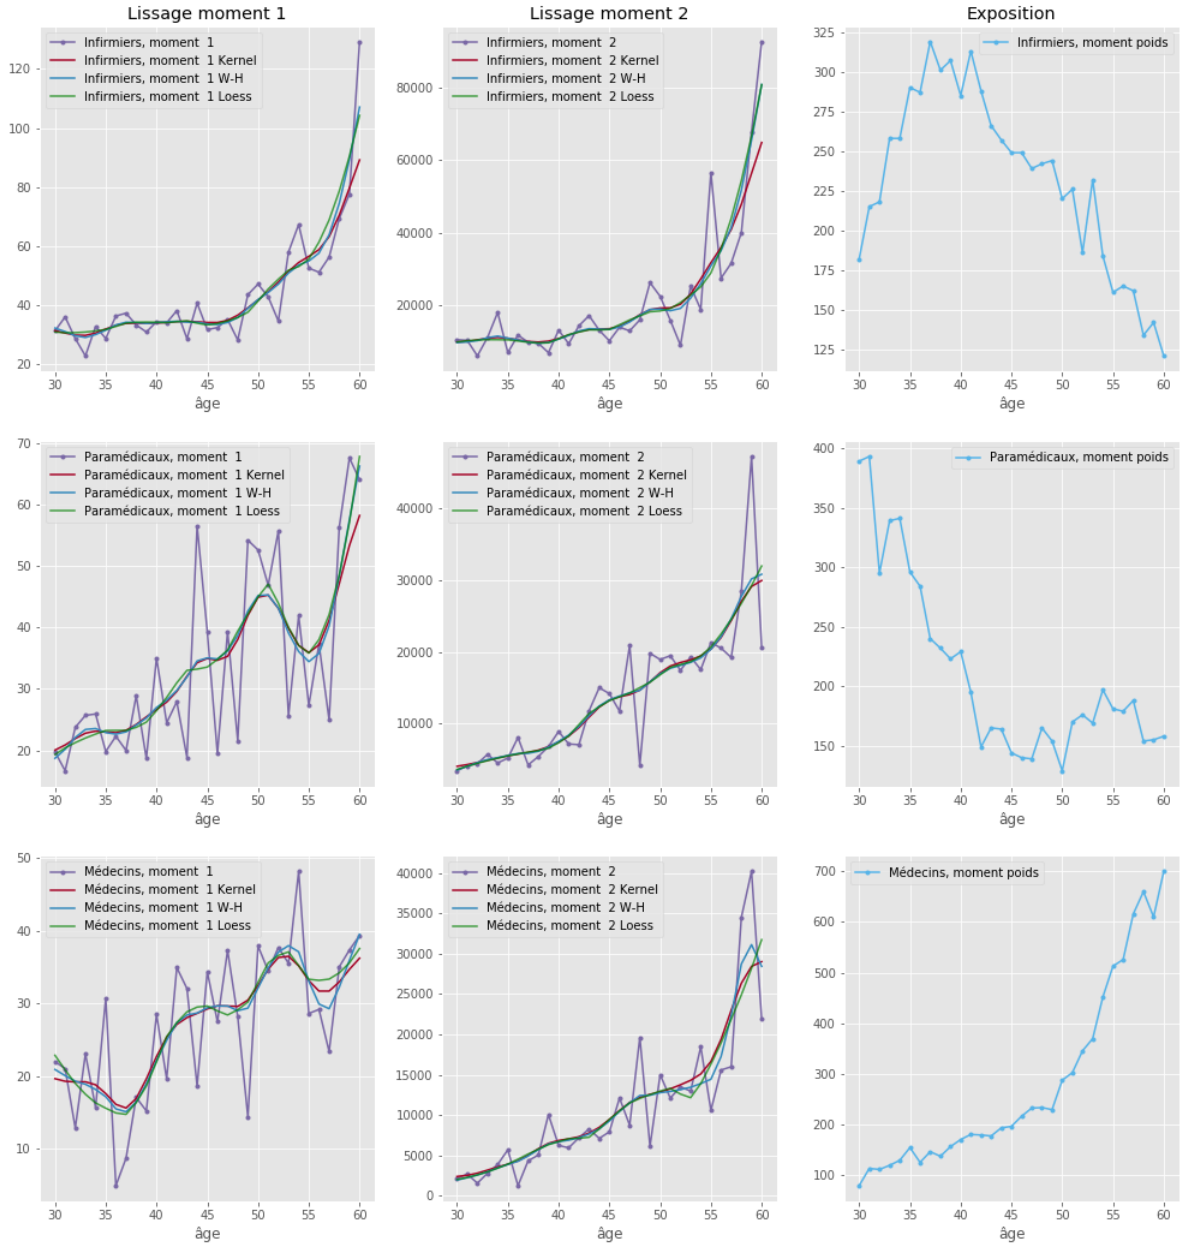 Lissage moment 1
Infirmiers, moment  1
Infirmiers, moment  1 Kernel
Infirmiers, moment  1 W-H
Infirmiers, moment  1 Loess
120
100
80
60
40
20
30 35 40 45 50 55 60
âge
Lissage moment 2
Infirmiers, moment  2
Infirmiers, moment  2 Kernel
Infirmiers, moment  2 W-H
Infirmiers, moment  2 Loess
80000
60000
40000
20000
30 35 40 45 50 55 60
âge
Exposition
Infirmiers, moment poids
325
300
275
250
225
200
175
150
125
30 35 40 45 50 55 60
âge
Paramédicaux, moment  1
Paramédicaux, moment  1 Kernel
Paramédicaux, moment  1 W-H
Paramédicaux, moment  1 Loess
70
60
50
40
30
20
30 35 40 45 50 55 60
âge
Paramédicaux, moment  2
Paramédicaux, moment  2 Kernel
Paramédicaux, moment  2 W-H
Paramédicaux, moment  2 Loess
40000
30000
20000
10000
30 35 40 45 50 55 60
âge
Paramédicaux, moment poids
400
350
300
250
200
150
30 35 40 45 50 55 60
âge
Médecins, moment  1
Médecins, moment  1 Kernel
Médecins, moment  1 W-H
Médecins, moment  1 Loess
50
40
30
20
10
30 35 40 45 50 55 60
âge
Médecins, moment  2
Médecins, moment  2 Kernel
Médecins, moment  2 W-H
Médecins, moment  2 Loess
40000
35000
30000
25000
20000
15000
10000
5000
0
30 35 40 45 50 55 60
âge
Médecins, moment poids
700
600
500
400
300
200
100
30 35 40 45 50 55 60
âge